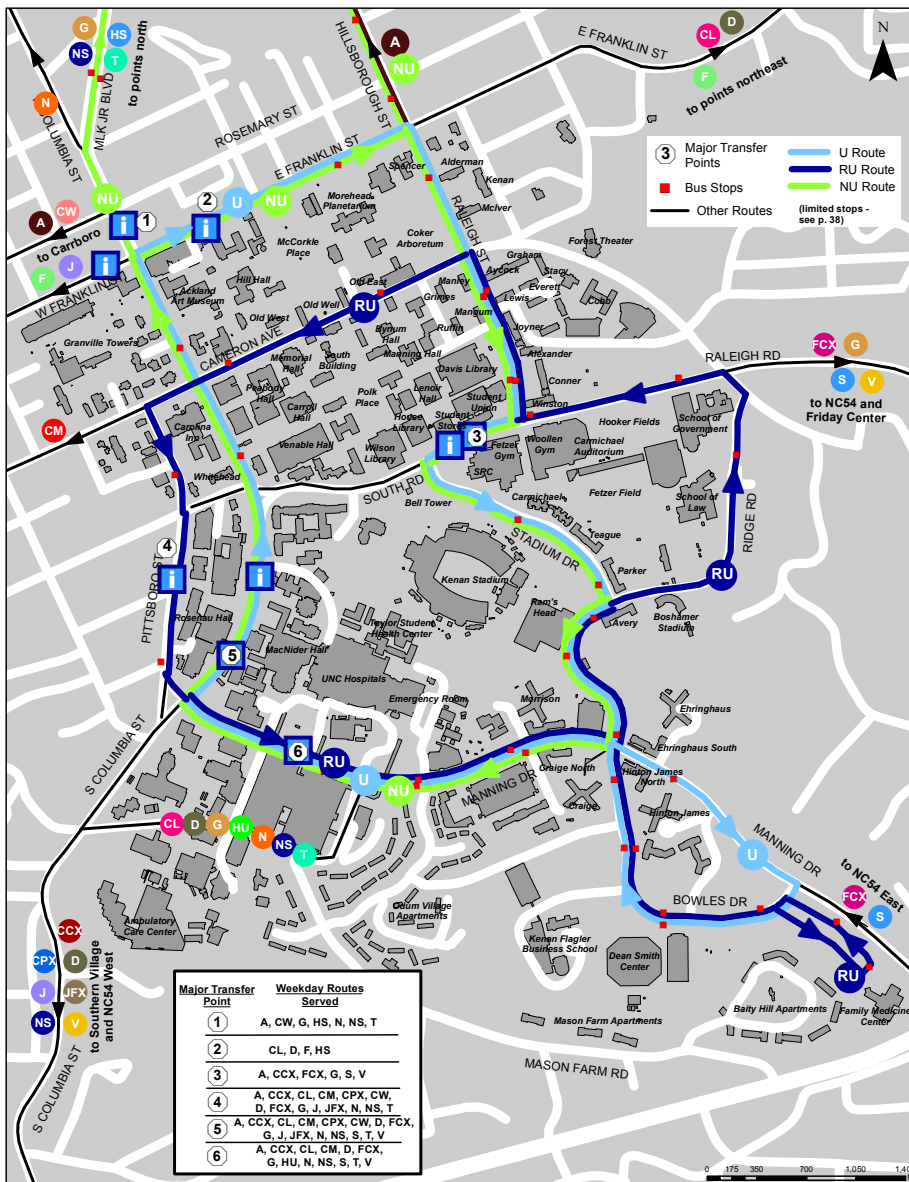 G
HS
NS
T
to points north
N
COLUMBIA ST
MLK JR BLVD
HILLSBOROUGH ST
A
NU
E FRANKLIN ST
CL
D
F
to points northeast
N
3
Major Transfer
Points
Bus Stops
Other Routes
U Route
RU Route
NU Route
(limited stops -
see p. 38)
ROSEMARY ST
E FRANKLIN ST
NU
A
CW
to Carrboro
F
J
W FRANKLIN ST
i
1
i
2
i
U
NU
Spencer
Alderman
Kenan
McIver
Morehead
Planetarium
RALEIGH ST
McCorkle
Place
Coker
Arboretum
Forest Theater
Graham
Aycock
Stacy
Everett
Lewis
Cobb
Hill Hall
Ackland
Art Museum
Old East
Manley
Grimes
Mangum
Old West
Old Well
RU
Ruffin
Joyner
Granville Towers
CAMERON AVE
Bynum
Hall
Memorial
Hall
South
Building
Manning Hall
Davis Library
Alexander
Peabody
Hall
Polk
Place
Lenoir
Hall
Conner
Student
Union
Winston
RALEIGH RD
FCX
G
S
V
to NC54 and
Friday Center
CM
Carolina
Inn
Carroll
Hall
House
Library
Student
Stores
Hooker Fields
School of
Government
Venable Hall
Wilson
Library
i
3
Fetzer
Gym
Woollen
Gym
Carmichael
Auditorium
Whitehead
SOUTH RD
SRC
Bell Tower
Carmichael
Fetzer Field
School of
Law
RIDGE RD
STADIUM DR
Teague
4
PITTSBORO ST
i
i
Kenan Stadium
Parker
RU
Rosenau Hall
Taylor Student
Health Center
Ram's
Head
Avery
Boshamer
Stadium
MacNider Hall
5
UNC Hospitals
Emergency Room
Morrison
Ehringhaus
S COLUMBIA ST
6
RU
U
NU
Ehringhaus South
Craige North
Hinton James
North
MANNING DR
Craige
Hinton James
CL
D
G
HU
N
NS
T
U
MANNING DR
to NC54 East
FCX
S
BOWLES DR
Odum Village
Apartments
Ambulatory
Care Center
Kenan Flagler
Business School
Dean Smith
Center
RU
CCX
CPX
D
J
JFX
NS
V
to Southern Village
and NC54 West
Baity Hill Apartments
Family Medicine
Center
Mason Farm Apartments
MASON FARM RD
S COLUMBIA ST
Major Transfer
Point
Weekday Routes
Served
1
A, CW, G, HS, N, NS, T
2
CL, D, F, HS
3
A, CCX, FCX, G, S, V
4
A, CCX, CL, CM, CPX, CW,
D, FCX, G, J, JFX, N, NS, T
5
A, CCX, CL, CM, CPX, CW, D, FCX,
G, J, JFX, N, NS, S, T, V
6
A, CCX, CL, CM, D, FCX,
G, HU, N, NS, S, T, V
0 175 350 700 1,050 1,40